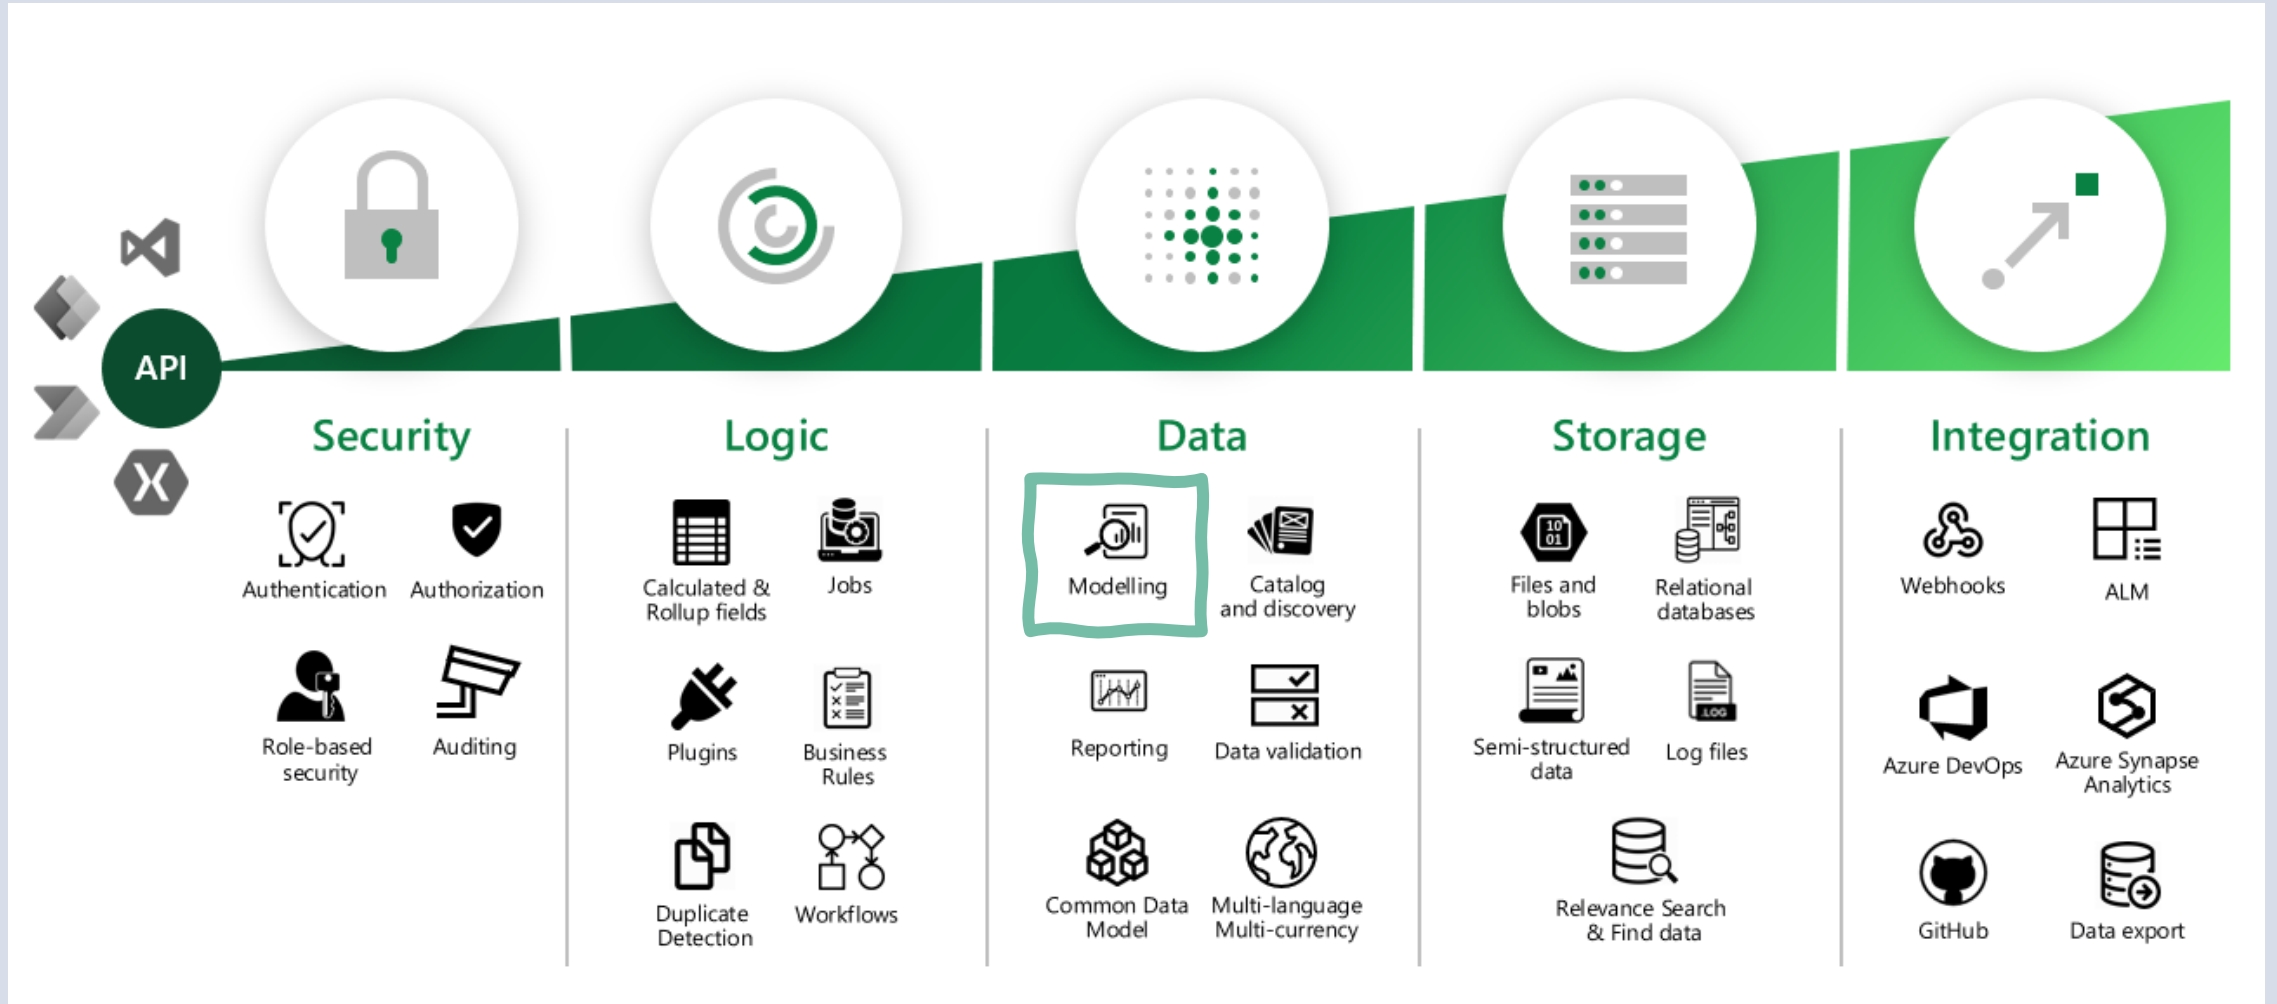 API
Security
Authentication
Authorization
Role-based
security
Auditing
Logic
Calculated &
Rollup fields
Jobs
Plugins
Business
Rules
Duplicate
Detection
Workflows
Data
Modelling
Catalog
and discovery
Reporting
Data validation
Common Data
Model
Multi-language
Multi-currency
Storage
10
01
Files and
blobs
Relational
databases
Semi-structured
data
.LOG
Log files
Relevance Search
& Find data
Integration
Webhooks
ALM
Azure DevOps
Azure Synapse
Analytics
GitHub
Data export